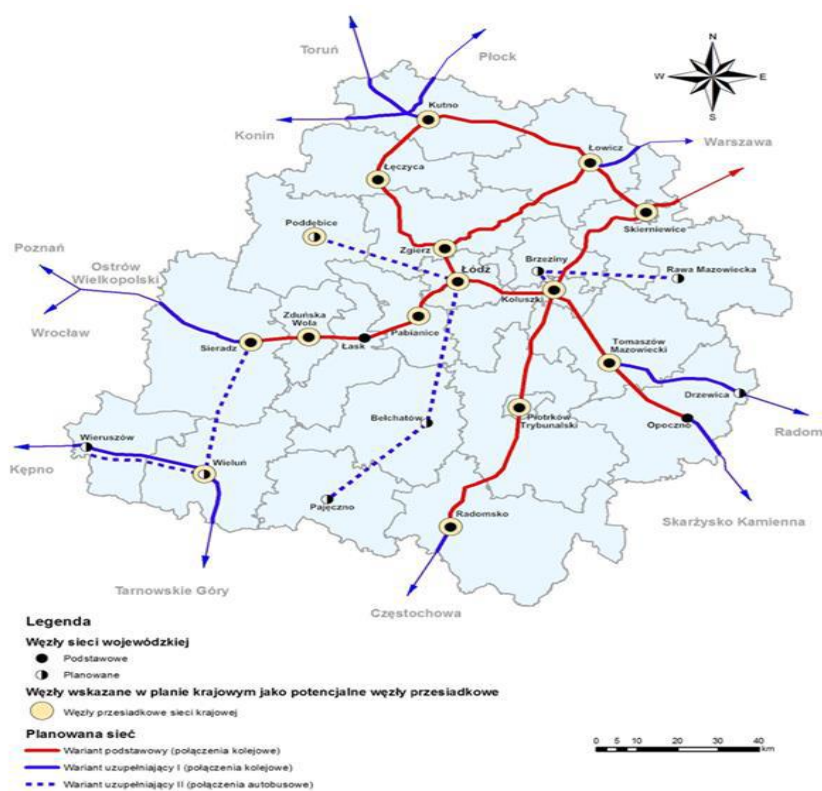 Toruń
Płock
N
W E
S
Kutno
Konin
Łowicz
Warszawa
Łęczyca
Skierniewice
Poddębice
Zgierz
Brzeziny
Łódź
Rawa Mazowiecka
Poznań
Ostrów
Wielkopolski
Koluszki
Zduńska
Wola
Pabianice
Wrocław
Sieradz
Łask
Tomaszów
Mazowiecki
Drzewica
Bełchatów
Piotrków
Trybunalski
Opoczno
Radom
Wieruszów
Kępno
Wieluń
Pajęczno
Radomsko
Skarżysko Kamienna
Tarnowskie Góry
Częstochowa
Legenda
Węzły sieci wojewódzkiej
Podstawowe
Planowane
Węzły wskazane w planie krajowym jako potencjalne węzły przesiadkowe
Węzły przesiadkowe sieci krajowej
Planowana sieć
Wariant podstawowy (połączenia kolejowe)
Wariant uzupełniający I (połączenia kolejowe)
Wariant uzupełniający II (połączenia autobusowe)
0 5 10 20 30 40
km